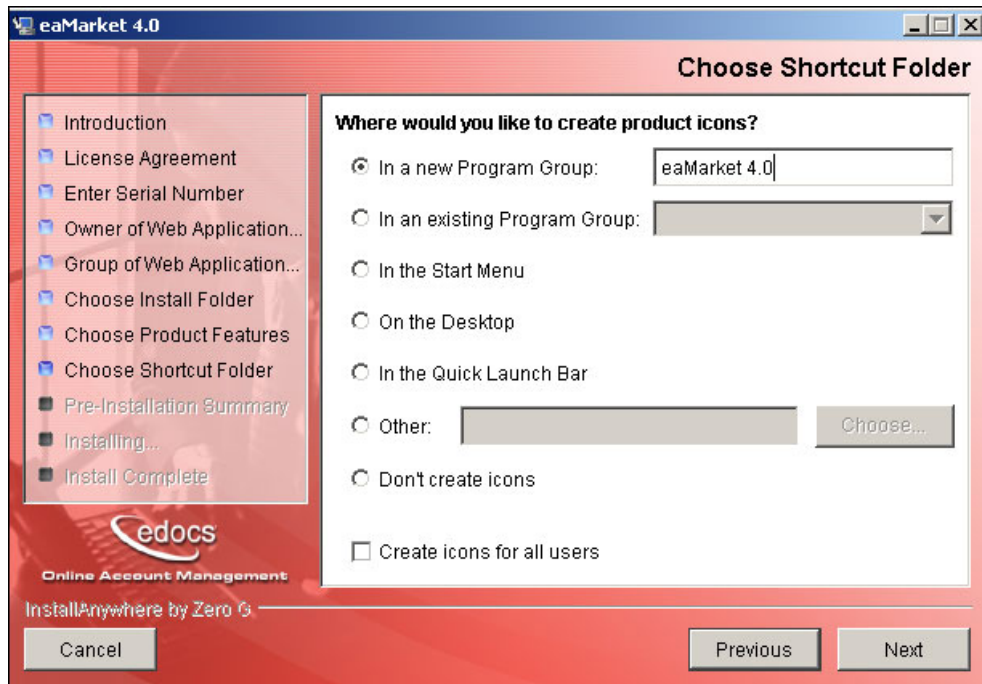 eaMarket 4.0
Choose Shortcut Folder
Introduction
License Agreement
Enter Serial Number
Owner of Web Application...
Group of Web Application...
Choose Install Folder
Choose Product Features
Choose Shortcut Folder
Pre-Installation Summary
Installing...
Install Complete
edocs
Online Account Management
Where would you like to create product icons?
In a new Program Group: eaMarket 4.0
In an existing Program Group:
In the Start Menu
On the Desktop
In the Quick Launch Bar
Other: Choose...
Don't create icons
Create icons for all users
InstallAnywhere by Zero G
Cancel Previous Next